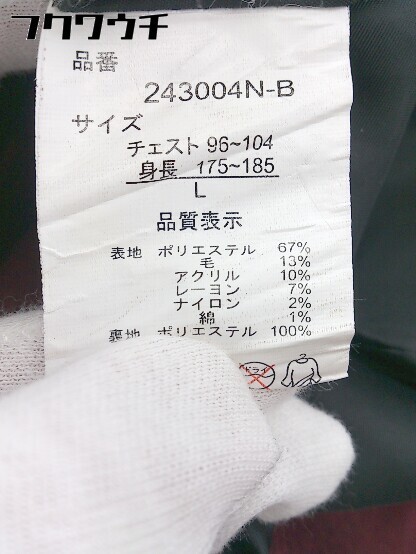 フクワウチ
品番
243004N-B
サイズ
チェスト 96~104
身長 175~185
L
品質表示
表地 ポリエステル 67%
毛 13%
アクリル 10%
レーヨン 7%
ナイロン 2%
綿 1%
裏地 ポリエステル 100%
ドライ